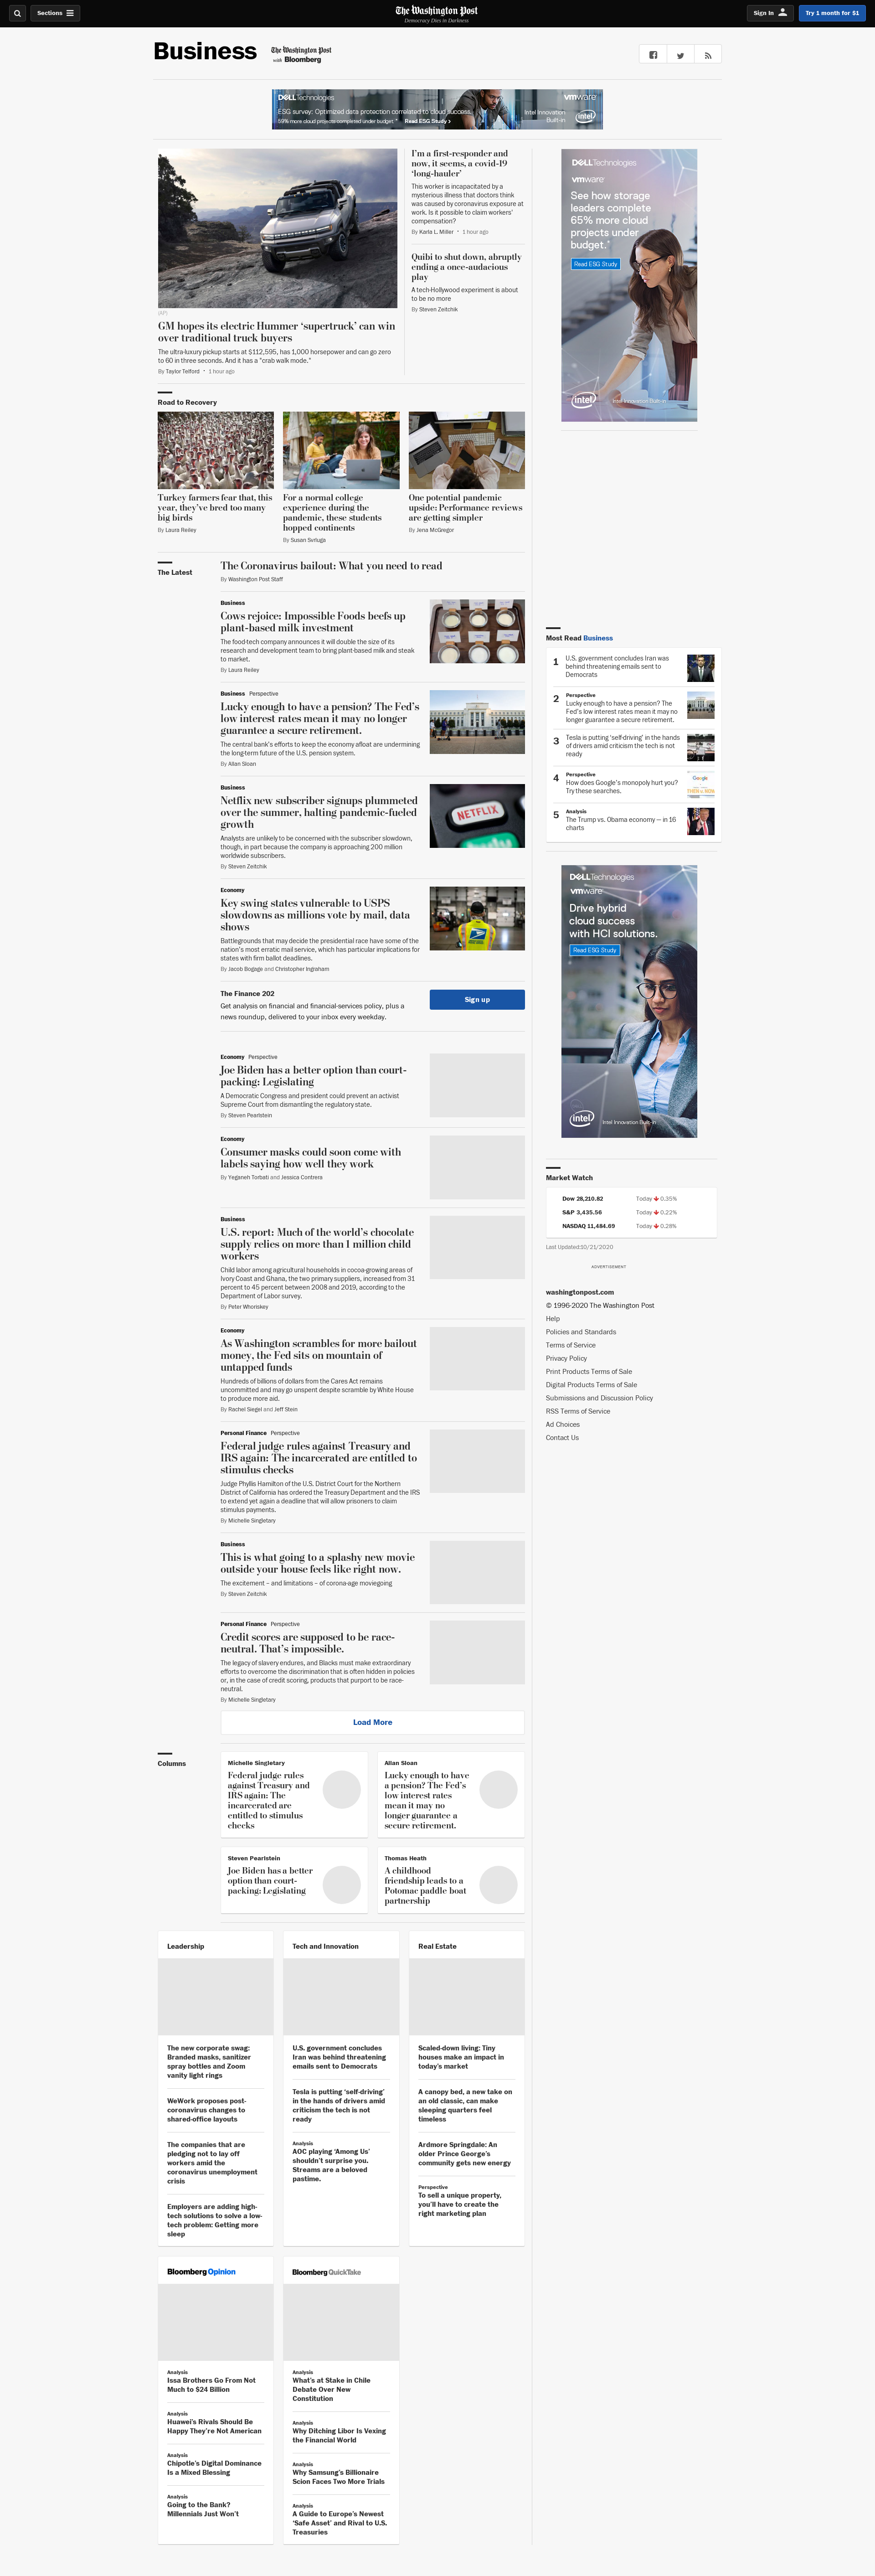 Sections
The Washington Post
Democracy Dies in Darkness
Sign In
Try 1 month for $1
Business
The Washington Post
with Bloomberg
DELLTechnologies
vmware
ESG survey: Optimized data protection correlated to cloud success.
59% more cloud projects completed under budget.*
Read ESG Study >
Intel Innovation
Built-in
intel
(AP)
GM hopes its electric Hummer ‘supertruck’ can win
over traditional truck buyers
The ultra-luxury pickup starts at $112,595, has 1,000 horsepower and can go zero
to 60 in three seconds. And it has a "crab walk mode."
By Taylor Telford • 1 hour ago
I’m a first-responder and
now, it seems, a covid-19
‘long-hauler’
This worker is incapacitated by a
mysterious illness that doctors think
was caused by coronavirus exposure at
work. Is it possible to claim workers’
compensation?
By Karla L. Miller • 1 hour ago
Quibi to shut down, abruptly
ending a once-audacious
play
A tech-Hollywood experiment is about
to be no more
By Steven Zeitchik
DELLTechnologies
vmware
See how storage
leaders complete
65% more cloud
projects under
budget.*
Read ESG Study
intel
Intel Innovation Built-in
Road to Recovery
Turkey farmers fear that, this
year, they’ve bred too many
big birds
By Laura Reiley
For a normal college
experience during the
pandemic, these students
hopped continents
By Susan Svrluga
One potential pandemic
upside: Performance reviews
are getting simpler
By Jena McGregor
The Latest
The Coronavirus bailout: What you need to read
By Washington Post Staff
Business
Cows rejoice: Impossible Foods beefs up
plant-based milk investment
The food-tech company announces it will double the size of its
research and development team to bring plant-based milk and steak
to market.
By Laura Reiley
Business Perspective
Lucky enough to have a pension? The Fed’s
low interest rates mean it may no longer
guarantee a secure retirement.
The central bank’s efforts to keep the economy afloat are undermining
the long-term future of the U.S. pension system.
By Allan Sloan
Business
Netflix new subscriber signups plummeted
over the summer, halting pandemic-fueled
growth
Analysts are unlikely to be concerned with the subscriber slowdown,
though, in part because the company is approaching 200 million
worldwide subscribers.
By Steven Zeitchik
NETFLIX
Economy
Key swing states vulnerable to USPS
slowdowns as millions vote by mail, data
shows
Battlegrounds that may decide the presidential race have some of the
nation’s most erratic mail service, which has particular implications for
states with firm ballot deadlines.
By Jacob Bogage and Christopher Ingraham
The Finance 202
Get analysis on financial and financial-services policy, plus a
news roundup, delivered to your inbox every weekday.
Sign up
Economy Perspective
Joe Biden has a better option than court-
packing: Legislating
A Democratic Congress and president could prevent an activist
Supreme Court from dismantling the regulatory state.
By Steven Pearlstein
Economy
Consumer masks could soon come with
labels saying how well they work
By Yeganeh Torbati and Jessica Contrera
Business
U.S. report: Much of the world’s chocolate
supply relies on more than 1 million child
workers
Child labor among agricultural households in cocoa-growing areas of
Ivory Coast and Ghana, the two primary suppliers, increased from 31
percent to 45 percent between 2008 and 2019, according to the
Department of Labor survey.
By Peter Whoriskey
Economy
As Washington scrambles for more bailout
money, the Fed sits on mountain of
untapped funds
Hundreds of billions of dollars from the Cares Act remains
uncommitted and may go unspent despite scramble by White House
to produce more aid.
By Rachel Siegel and Jeff Stein
Personal Finance Perspective
Federal judge rules against Treasury and
IRS again: The incarcerated are entitled to
stimulus checks
Judge Phyllis Hamilton of the U.S. District Court for the Northern
District of California has ordered the Treasury Department and the IRS
to extend yet again a deadline that will allow prisoners to claim
stimulus payments.
By Michelle Singletary
Business
This is what going to a splashy new movie
outside your house feels like right now.
The excitement – and limitations – of corona-age moviegoing
By Steven Zeitchik
Personal Finance Perspective
Credit scores are supposed to be race-
neutral. That’s impossible.
The legacy of slavery endures, and Blacks must make extraordinary
efforts to overcome the discrimination that is often hidden in policies
or, in the case of credit scoring, products that purport to be race-
neutral.
By Michelle Singletary
Load More
Most Read Business
1
U.S. government concludes Iran was
behind threatening emails sent to
Democrats
2
Perspective
Lucky enough to have a pension? The
Fed’s low interest rates mean it may no
longer guarantee a secure retirement.
3
Tesla is putting ‘self-driving’ in the hands
of drivers amid criticism the tech is not
ready
4
Perspective
How does Google’s monopoly hurt you?
Try these searches.
Google
THEN vs. NOW
5
Analysis
The Trump vs. Obama economy — in 16
charts
DELLTechnologies
vmware
Drive hybrid
cloud success
with HCI solutions.
Read ESG Study
intel
Intel Innovation Built-in
Market Watch
Dow 28,210.82 Today 0.35%
S&P 3,435.56 Today 0.22%
NASDAQ 11,484.69 Today 0.28%
Last Updated:10/21/2020
ADVERTISEMENT
washingtonpost.com
© 1996-2020 The Washington Post
Help
Policies and Standards
Terms of Service
Privacy Policy
Print Products Terms of Sale
Digital Products Terms of Sale
Submissions and Discussion Policy
RSS Terms of Service
Ad Choices
Contact Us
Columns
Michelle Singletary
Federal judge rules
against Treasury and
IRS again: The
incarcerated are
entitled to stimulus
checks
Allan Sloan
Lucky enough to have
a pension? The Fed’s
low interest rates
mean it may no
longer guarantee a
secure retirement.
Steven Pearlstein
Joe Biden has a better
option than court-
packing: Legislating
Thomas Heath
A childhood
friendship leads to a
Potomac paddle boat
partnership
Leadership
The new corporate swag:
Branded masks, sanitizer
spray bottles and Zoom
vanity light rings
WeWork proposes post-
coronavirus changes to
shared-office layouts
The companies that are
pledging not to lay off
workers amid the
coronavirus unemployment
crisis
Employers are adding high-
tech solutions to solve a low-
tech problem: Getting more
sleep
Tech and Innovation
U.S. government concludes
Iran was behind threatening
emails sent to Democrats
Tesla is putting ‘self-driving’
in the hands of drivers amid
criticism the tech is not
ready
Analysis
AOC playing ‘Among Us’
shouldn’t surprise you.
Streams are a beloved
pastime.
Real Estate
Scaled-down living: Tiny
houses make an impact in
today’s market
A canopy bed, a new take on
an old classic, can make
sleeping quarters feel
timeless
Ardmore Springdale: An
older Prince George’s
community gets new energy
Perspective
To sell a unique property,
you’ll have to create the
right marketing plan
Bloomberg Opinion
Analysis
Issa Brothers Go From Not
Much to $24 Billion
Analysis
Huawei’s Rivals Should Be
Happy They’re Not American
Analysis
Chipotle’s Digital Dominance
Is a Mixed Blessing
Analysis
Going to the Bank?
Millennials Just Won’t
Bloomberg QuickTake
Analysis
What’s at Stake in Chile
Debate Over New
Constitution
Analysis
Why Ditching Libor Is Vexing
the Financial World
Analysis
Why Samsung’s Billionaire
Scion Faces Two More Trials
Analysis
A Guide to Europe’s Newest
‘Safe Asset’ and Rival to U.S.
Treasuries